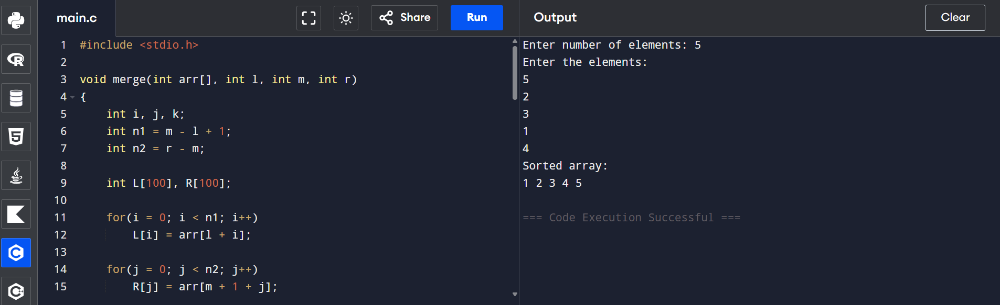 main.c
Share
Run
Output
Clear
1 #include <stdio.h>
2
3 void merge(int arr[], int l, int m, int r)
4 {
5     int i, j, k;
6     int n1 = m - l + 1;
7     int n2 = r - m;
8
9     int L[100], R[100];
10
11     for(i = 0; i < n1; i++)
12         L[i] = arr[l + i];
13
14     for(j = 0; j < n2; j++)
15         R[j] = arr[m + 1 + j];
Enter number of elements: 5
Enter the elements:
5
2
3
1
4
Sorted array:
1 2 3 4 5
=== Code Execution Successful ===